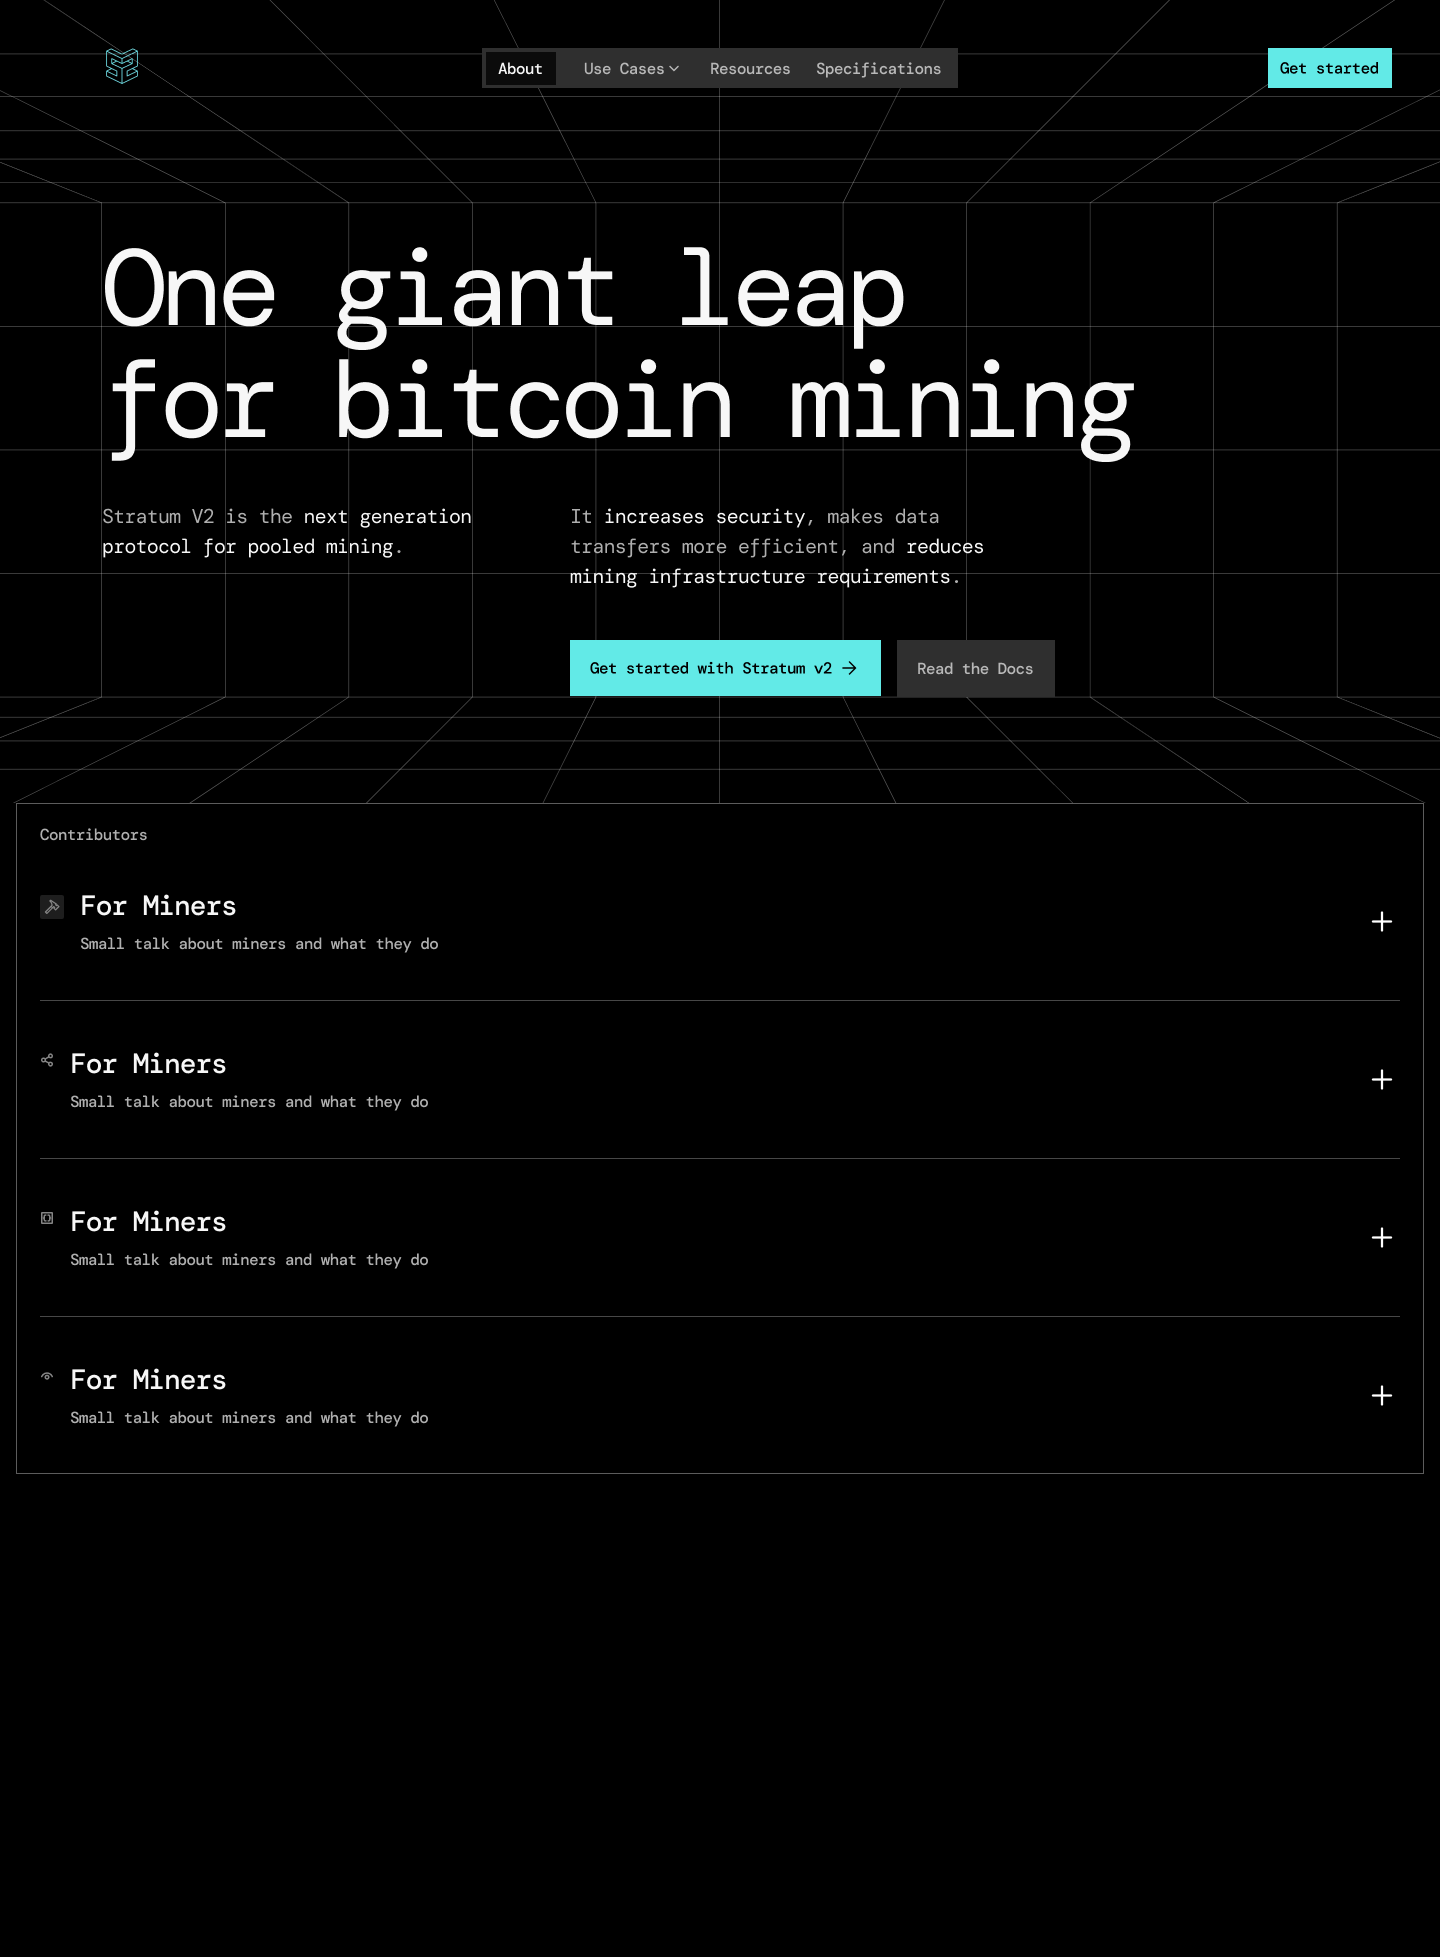 About Use Cases Resources Specifications Get started
One giant leap
for bitcoin mining
Stratum V2 is the next generation
protocol for pooled mining.
It increases security, makes data
transfers more efficient, and reduces
mining infrastructure requirements.
Get started with Stratum v2 Read the Docs
Contributors
For Miners
Small talk about miners and what they do
For Miners
Small talk about miners and what they do
For Miners
Small talk about miners and what they do
For Miners
Small talk about miners and what they do